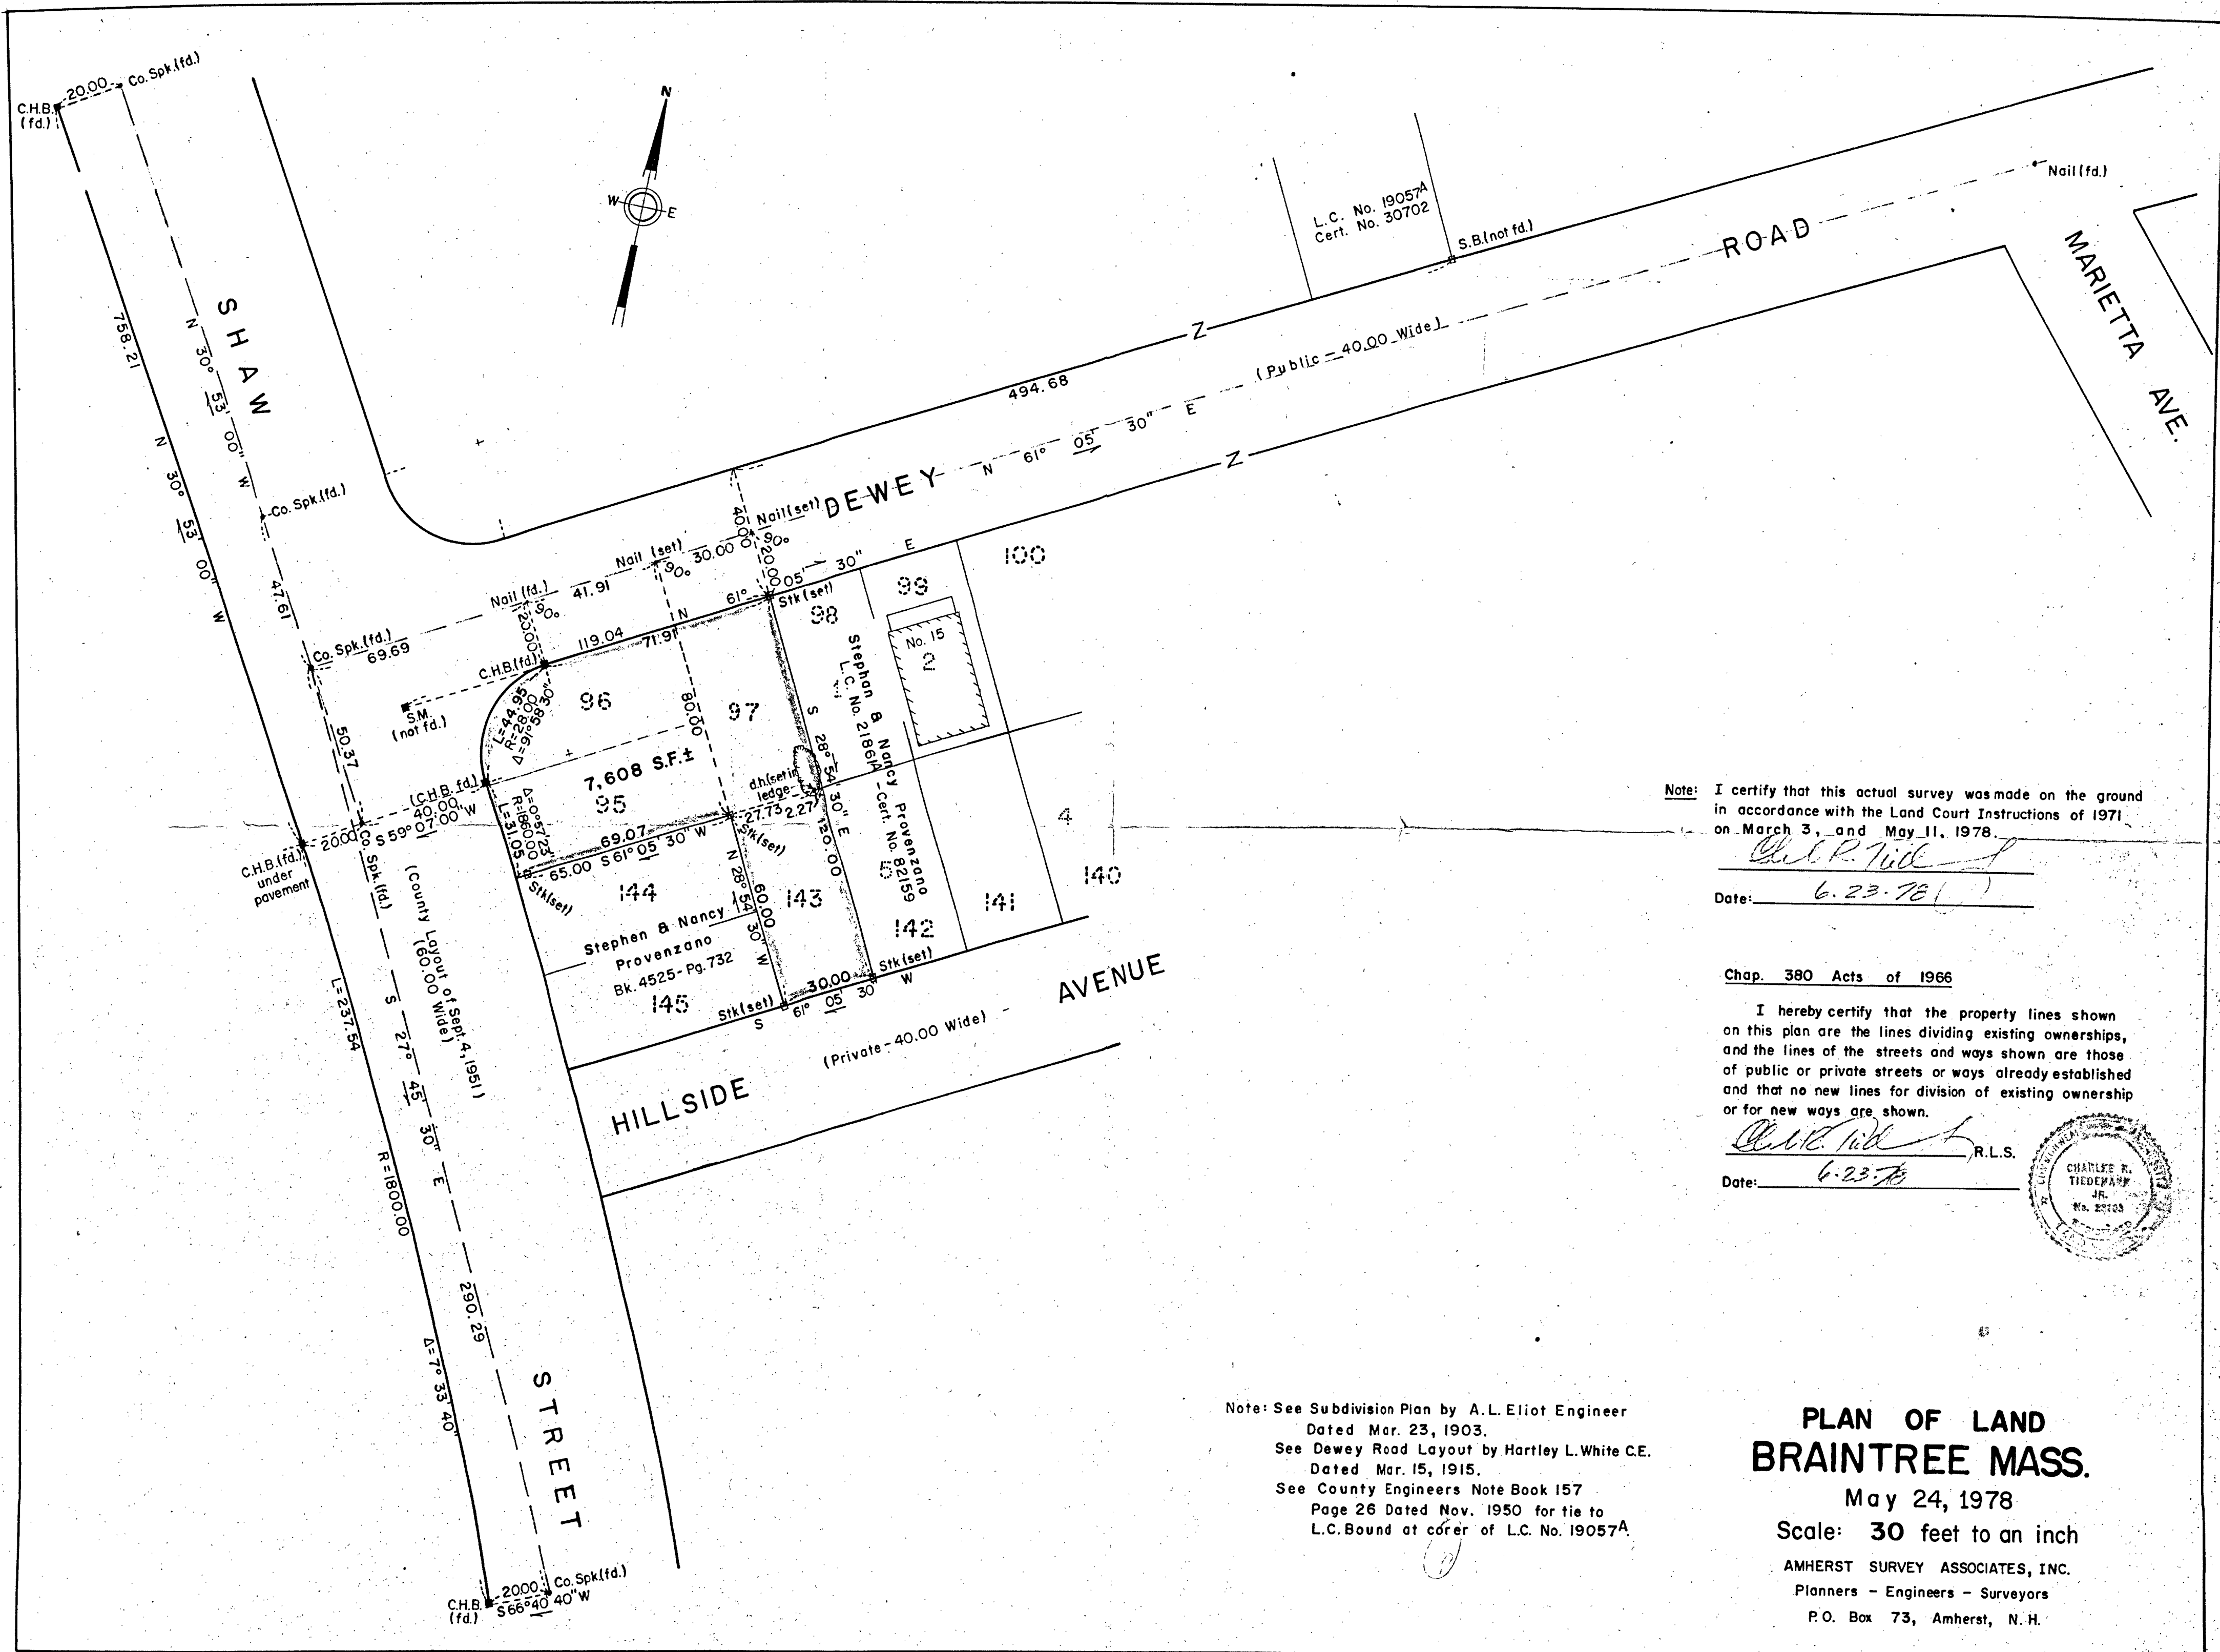 C.H.B.
(fd.)
20.00
Co. Spk.(fd.)
N
W
E
SHAW
758.21
N 30° 53' 00" W
N 30° 53' 00" W
Co. Spk.(fd.)
47.61
L.C. No. 19057A
Cert. No. 30702
S.B.(not fd.)
Nail(fd.)
ROAD
MARIETTA AVE.
Z
(Public - 40.00 Wide)
494.68
N 61° 05' 30" E
Z
DEWEY
Nail(set)
40.00
90°
20.00
Nail (set)
30.00
90°
Nail (fd.)
41.91
90°
20.00
Co. Spk.(fd.)
69.69
N 61° 05' 30" E
Stk(set)
119.04
71.91
C.H.B.(fd.)
S.M.
(not fd.)
L=44.95
R=28.00
Δ=91°58'30"
96
80.00
97
98
99
100
No. 15
2
Stephan & Nancy Provenzano
L.C. No. 21861A - Cert. No. 82159
S 28° 54' 30" E
120.00
50.37
(C.H.B. fd.)
40.00
S 59° 07' 00" W
20.00
C.H.B.(fd.)
under
pavement
Co. Spk.(fd.)
7,608 S.F.±
95
d.h.(set in
ledge
27.73
2.27
69.07
65.00 S 61° 05' 30" W
Stk(set)
Δ=0°57'23"
R=1860.00
L=31.05
Stk(set)
144
N 28° 54' 30" W
60.00
143
5
4
140
141
142
Stephen & Nancy
Provenzano
Bk. 4525-Pg. 732
145
Stk(set)
30.00
Stk(set)
S 61° 05' 30" W
(Private-40.00 Wide) -
HILLSIDE
AVENUE
(County Layout of Sept. 4, 1951)
(60.00 Wide)
L=237.54
R=1800.00
Δ=7° 33' 40"
S 27° 45' 30" E
290.29
STREET
C.H.B.
(fd.)
20.00
Co. Spk.(fd.)
S 66° 40' 40" W
Note: I certify that this actual survey was made on the ground
in accordance with the Land Court Instructions of 1971
on March 3, and May 11, 1978.
Date: 6.23.78
Chap. 380 Acts of 1966
I hereby certify that the property lines shown
on this plan are the lines dividing existing ownerships,
and the lines of the streets and ways shown are those
of public or private streets or ways already established
and that no new lines for division of existing ownership
or for new ways are shown.
R.L.S.
Date: 6-23-78
CHARLES R.
TIEDEMANN
JR.
Note: See Subdivision Plan by A.L. Eliot Engineer
Dated Mar. 23, 1903.
See Dewey Road Layout by Hartley L. White C.E.
Dated Mar. 15, 1915.
See County Engineers Note Book 157
Page 26 Dated Nov. 1950 for tie to
L.C. Bound at corer of L.C. No. 19057A.
PLAN OF LAND
BRAINTREE MASS.
May 24, 1978
Scale: 30 feet to an inch
AMHERST SURVEY ASSOCIATES, INC.
Planners - Engineers - Surveyors
P.O. Box 73, Amherst, N.H.